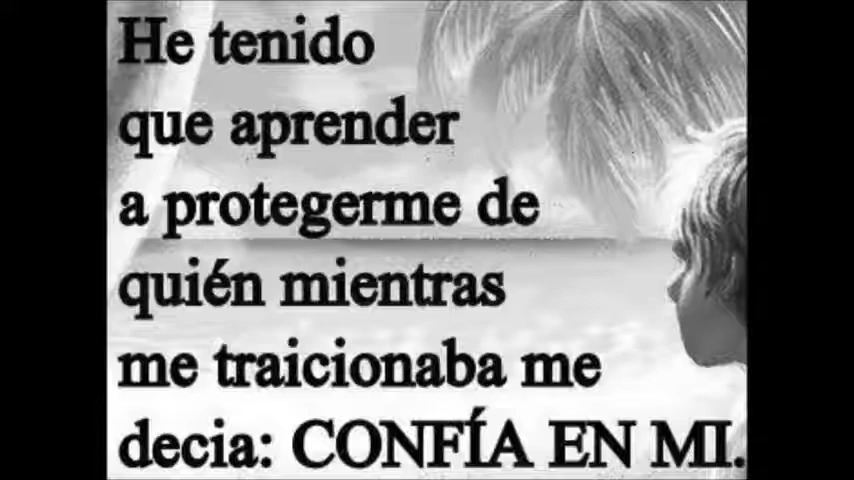 He tenido
que aprender
a protegerme de
quién mientras
me traicionaba me
decia: CONFÍA EN MI.